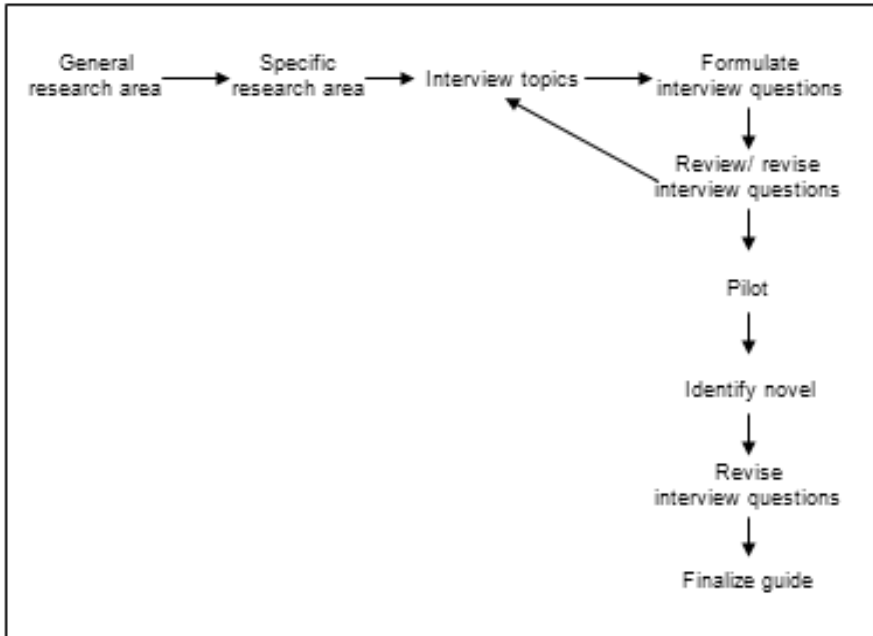 General
research area
Specific
research area
Interview topics
Formulate
interview questions
Review/ revise
interview questions
Pilot
Identify novel
Revise
interview questions
Finalize guide